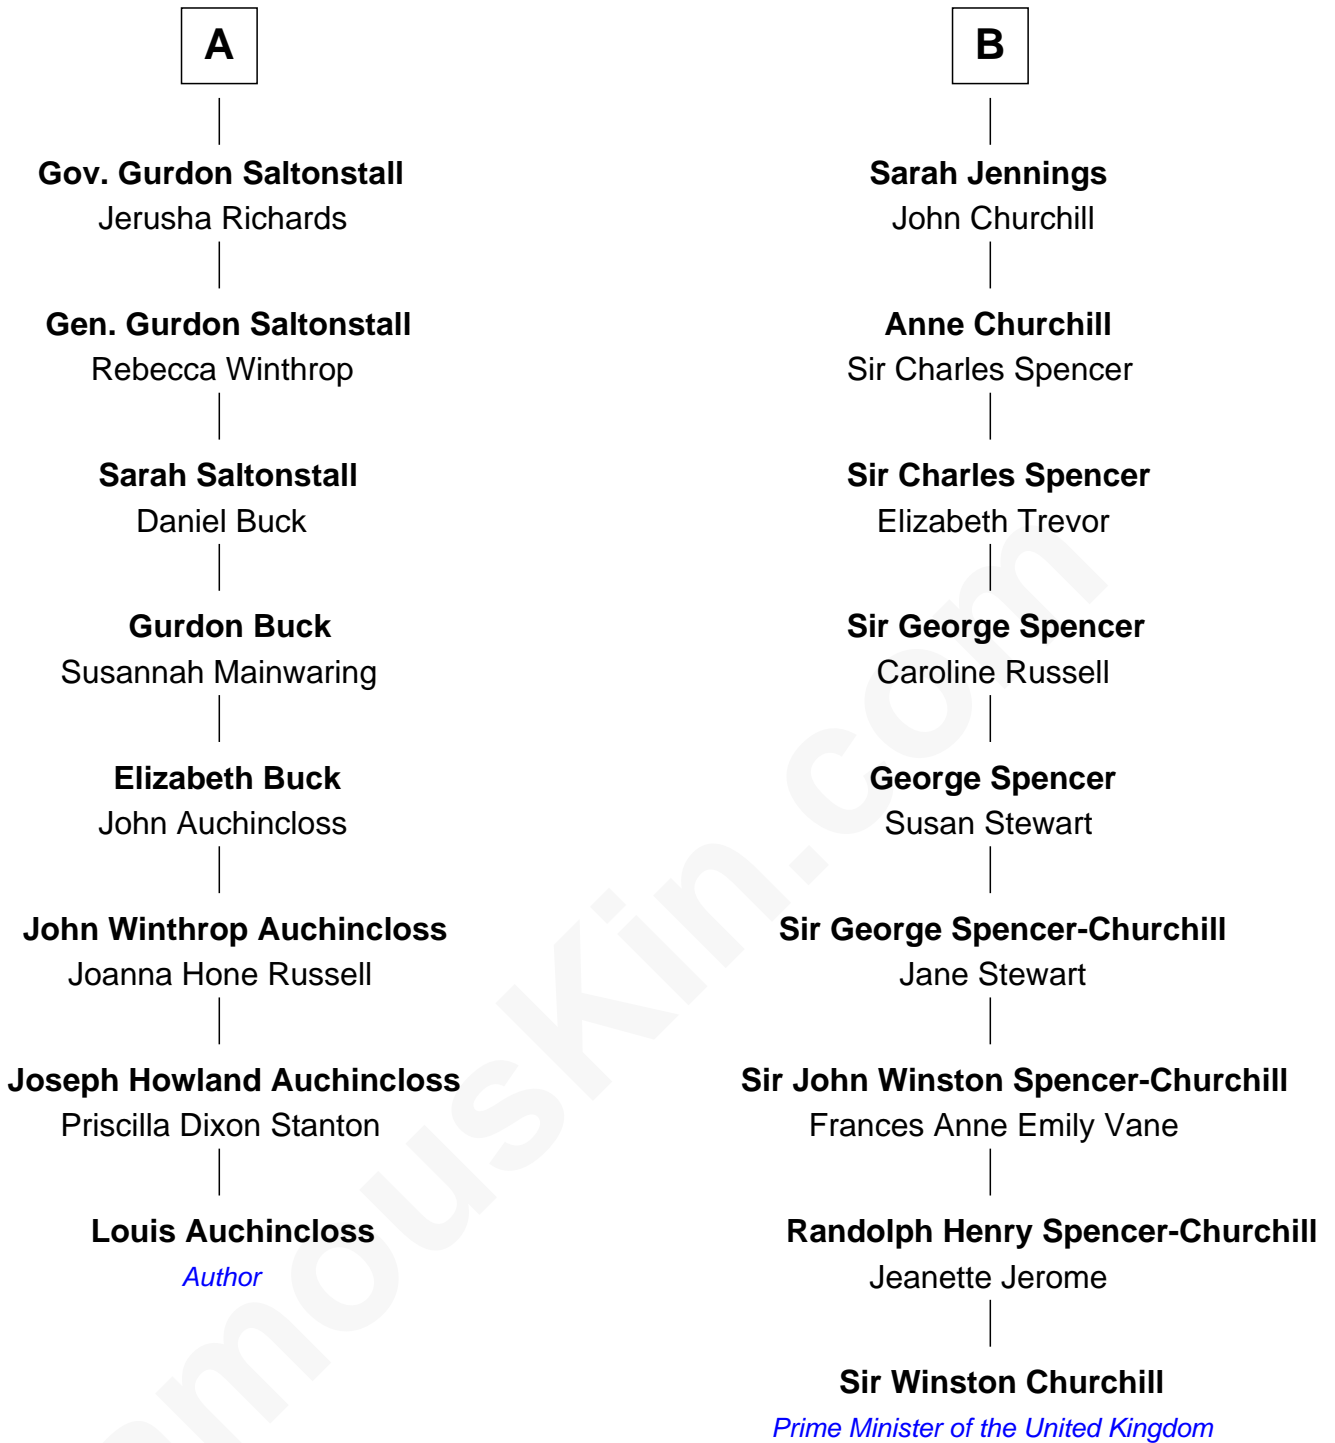 A
Gov. Gurdon Saltonstall
Jerusha Richards
Gen. Gurdon Saltonstall
Rebecca Winthrop
Sarah Saltonstall
Daniel Buck
Gurdon Buck
Susannah Mainwaring
Elizabeth Buck
John Auchincloss
John Winthrop Auchincloss
Joanna Hone Russell
Joseph Howland Auchincloss
Priscilla Dixon Stanton
Louis Auchincloss
Author
B
Sarah Jennings
John Churchill
Anne Churchill
Sir Charles Spencer
Sir Charles Spencer
Elizabeth Trevor
Sir George Spencer
Caroline Russell
George Spencer
Susan Stewart
Sir George Spencer-Churchill
Jane Stewart
Sir John Winston Spencer-Churchill
Frances Anne Emily Vane
Randolph Henry Spencer-Churchill
Jeanette Jerome
Sir Winston Churchill
Prime Minister of the United Kingdom
amousKin.com